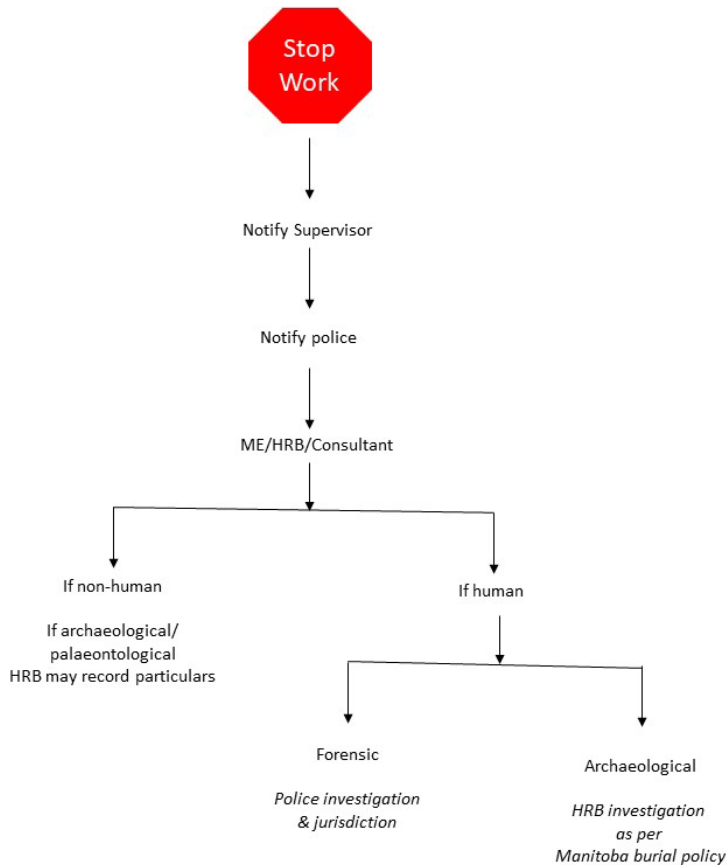 Stop
Work
Notify Supervisor
Notify police
ME/HRB/Consultant
If non-human
If archaeological/
palaeontological
HRB may record particulars
If human
Forensic
Police investigation
& jurisdiction
Archaeological
HRB investigation
as per
Manitoba burial policy